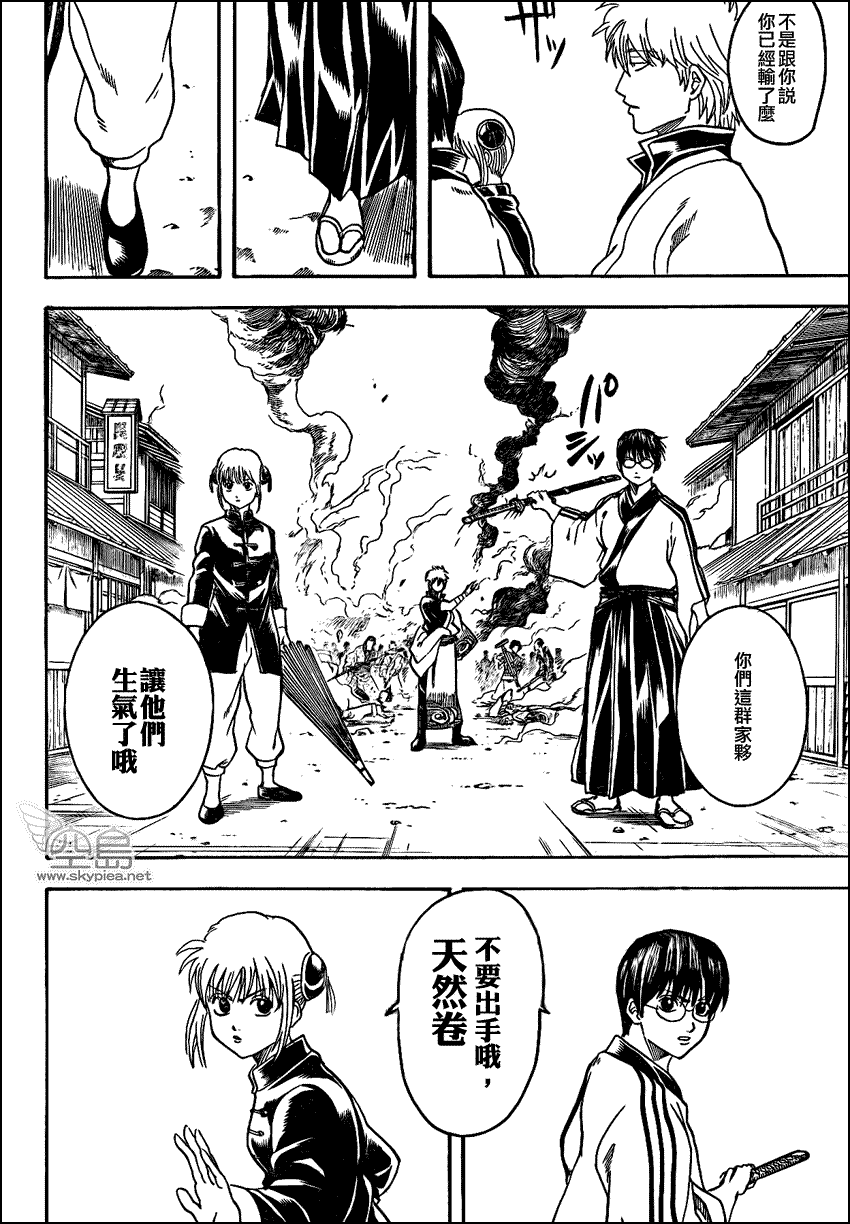 不是跟你說
你已經輸了麼
ザッ
パ
シッ
你們這群家夥
讓他們
生氣了哦
空島
www.skypiea.net
不要出手哦，
天然卷